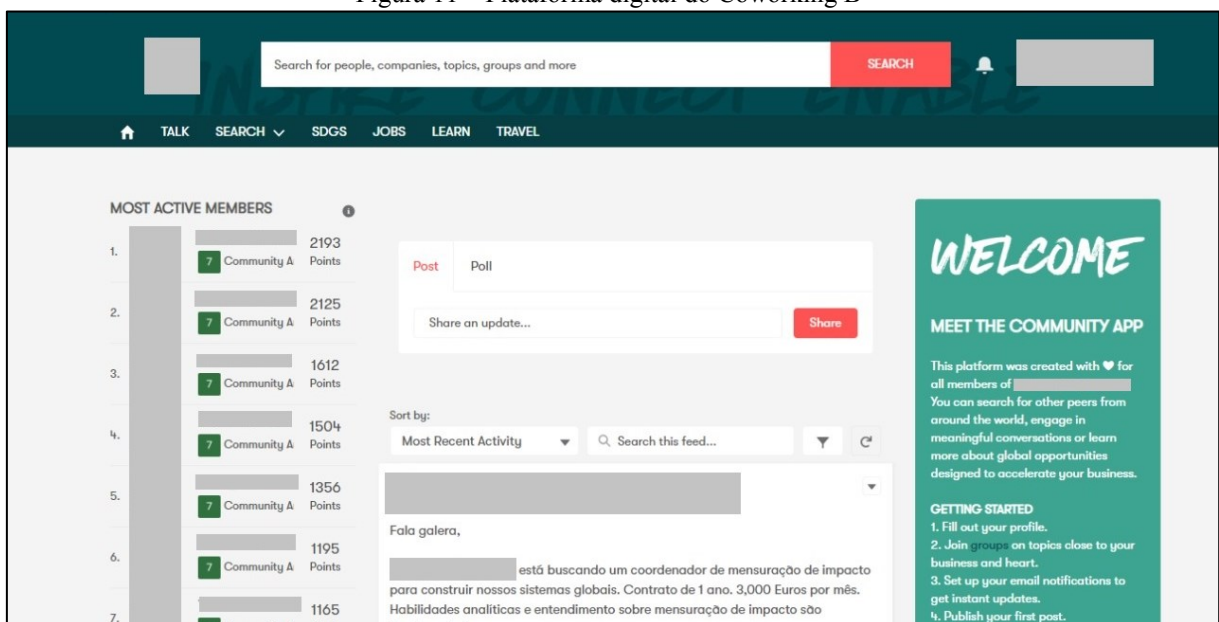 Figura 11 – Plataforma digital do Coworking B
Search for people, companies, topics, groups and more
SEARCH
INSPIRE CONNECT ENABLE
TALK SEARCH SDGS JOBS LEARN TRAVEL
MOST ACTIVE MEMBERS
1.
2193
7 Community A Points
2.
2125
7 Community A Points
3.
1612
7 Community A Points
4.
1504
7 Community A Points
5.
1356
7 Community A Points
6.
1195
7 Community A Points
7.
1165
Post Poll
Share an update...
Share
Sort by:
Most Recent Activity
Search this feed...
Fala galera,
está buscando um coordenador de mensuração de impacto
para construir nossos sistemas globais. Contrato de 1 ano. 3,000 Euros por mês.
Habilidades analíticas e entendimento sobre mensuração de impacto são
WELCOME
MEET THE COMMUNITY APP
This platform was created with ♥ for
all members of
You can search for other peers from
around the world, engage in
meaningful conversations or learn
more about global opportunities
designed to accelerate your business.
GETTING STARTED
1. Fill out your profile.
2. Join groups on topics close to your
business and heart.
3. Set up your email notifications to
get instant updates.
4. Publish your first post.